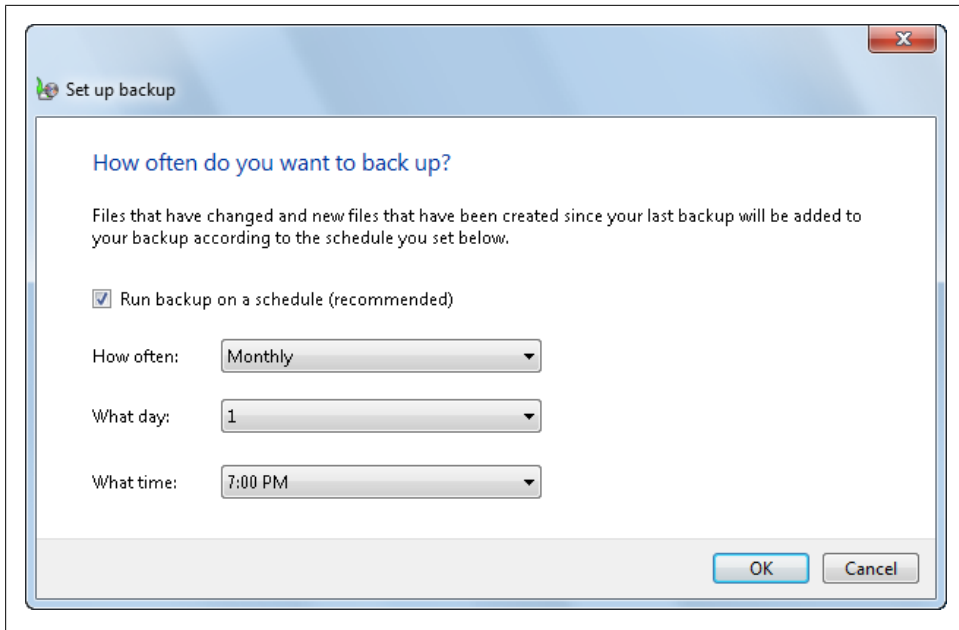 Set up backup
How often do you want to back up?
Files that have changed and new files that have been created since your last backup will be added to
your backup according to the schedule you set below.
Run backup on a schedule (recommended)
How often: Monthly
What day: 1
What time: 7:00 PM
OK Cancel